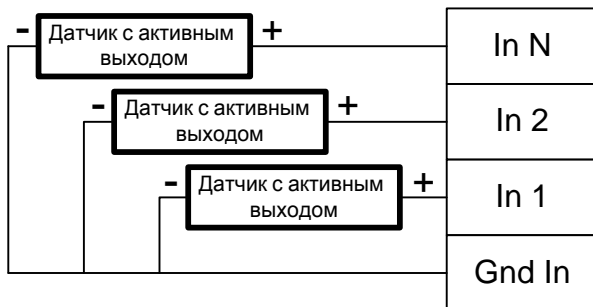 - Датчик с активным +
выходом
In N
- Датчик с активным +
выходом
In 2
- Датчик с активным +
выходом
In 1
Gnd In